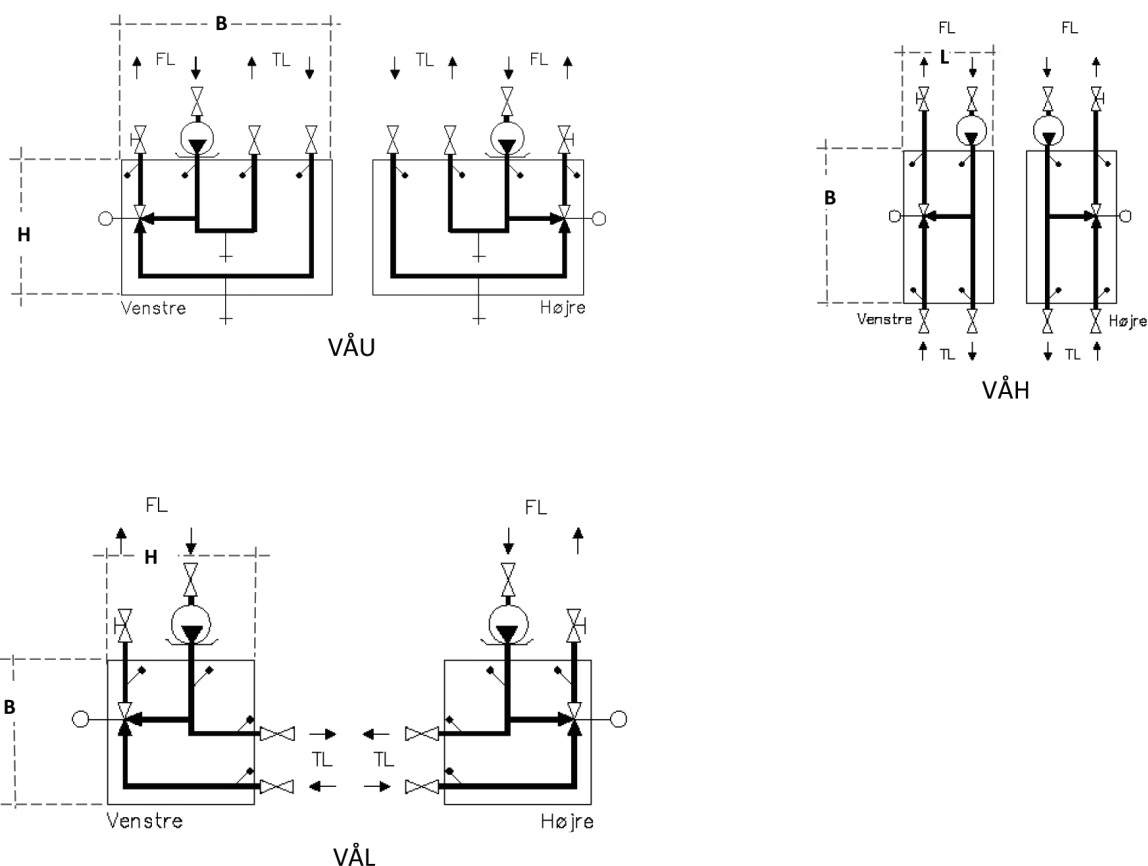 B
FL TL TL FL
H
Venstre Højre
VÅU
FL FL
L
B
Venstre Højre
TL TL
VÅH
FL FL
H
B
TL TL
Venstre Højre
VÅL